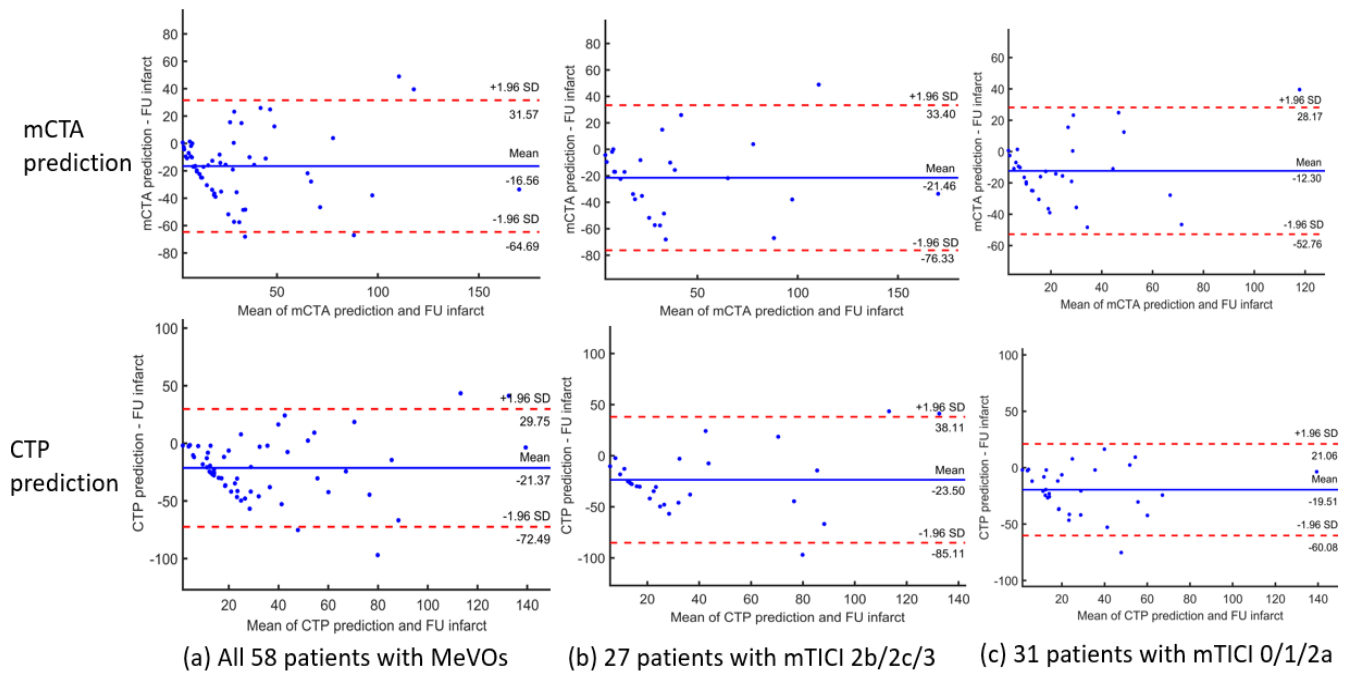 mCTA
prediction
mCTA prediction - FU infarct
80
60
40
20
0
-20
-40
-60
-80
+1.96 SD
31.57
Mean
-16.56
-1.96 SD
-64.69
50
100
150
Mean of mCTA prediction and FU infarct
mCTA prediction - FU infarct
80
60
40
20
0
-20
-40
-60
-80
+1.96 SD
33.40
Mean
-21.46
-1.96 SD
-76.33
50
100
150
Mean of mCTA prediction and FU infarct
mCTA prediction - FU infarct
60
40
20
0
-20
-40
-60
+1.96 SD
28.17
Mean
-12.30
-1.96 SD
-52.76
20
40
60
80
100
120
Mean of mCTA prediction and FU infarct
CTP
prediction
CTP prediction - FU infarct
100
50
0
-50
-100
+1.96 SD
29.75
Mean
-21.37
-1.96 SD
-72.49
20
40
60
80
100
120
140
Mean of CTP prediction and FU infarct
CTP prediction - FU infarct
100
50
0
-50
-100
+1.96 SD
38.11
Mean
-23.50
-1.96 SD
-85.11
20
40
60
80
100
120
140
Mean of CTP prediction and FU infarct
CTP prediction - FU infarct
100
50
0
-50
-100
+1.96 SD
21.06
Mean
-19.51
-1.96 SD
-60.08
20
40
60
80
100
120
140
Mean of CTP prediction and FU infarct
(a) All 58 patients with MeVOs
(b) 27 patients with mTICI 2b/2c/3
(c) 31 patients with mTICI 0/1/2a